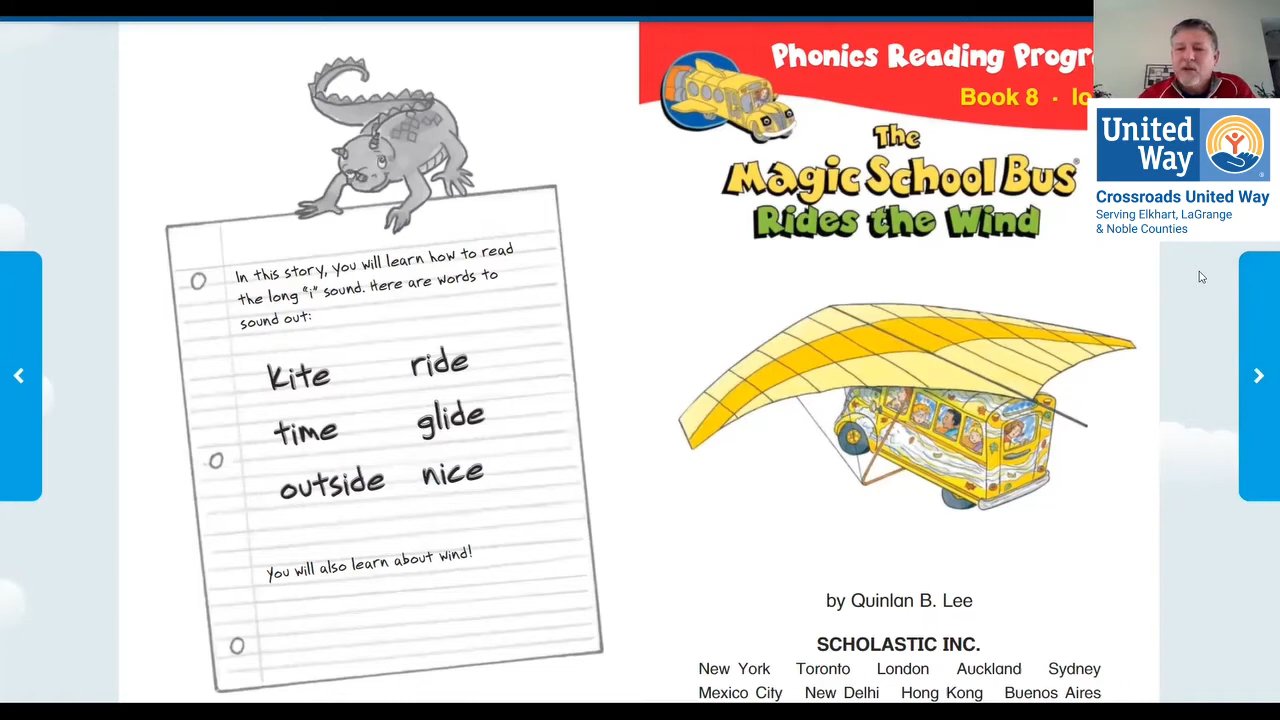 In this story, you will learn how to read
the long "i" sound. Here are words to
sound out:
kite ride
time glide
outside nice
You will also learn about wind!
Phonics Reading
Book 8 ·
The
Magic School Bus®
Rides the Wind
by Quinlan B. Lee
SCHOLASTIC INC.
New York Toronto London Auckland Sydney
Mexico City New Delhi Hong Kong Buenos Aires
United
Way
Crossroads United Way
Serving Elkhart, LaGrange
& Noble Counties